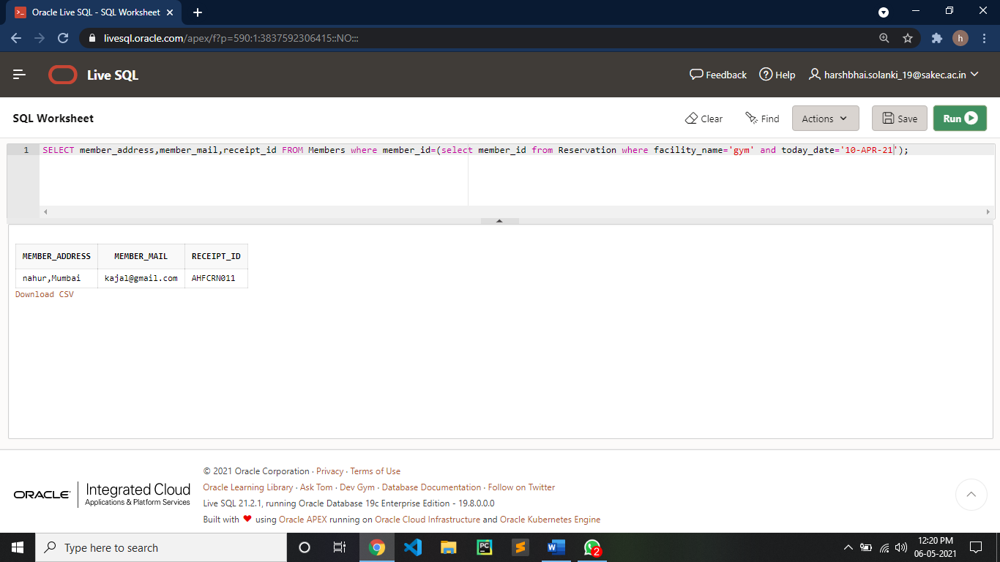 Oracle Live SQL - SQL Worksheet
livesql.oracle.com/apex/f?p=590:1:3837592306415::NO:::
h
Live SQL
Feedback
Help
harshbhai.solanki_19@sakec.ac.in
SQL Worksheet
Clear
Find
Actions
Save
Run
1
SELECT member_address,member_mail,receipt_id FROM Members where member_id=(select member_id from Reservation where facility_name='gym' and today_date='10-APR-21');
MEMBER_ADDRESS MEMBER_MAIL RECEIPT_ID
nahur,Mumbai kajal@gmail.com AHFCRN011
Download CSV
ORACLE
Integrated Cloud
Applications & Platform Services
© 2021 Oracle Corporation · Privacy · Terms of Use
Oracle Learning Library · Ask Tom · Dev Gym · Database Documentation · Follow on Twitter
Live SQL 21.2.1, running Oracle Database 19c Enterprise Edition - 19.8.0.0.0
Built with ❤ using Oracle APEX running on Oracle Cloud Infrastructure and Oracle Kubernetes Engine
Type here to search
PC
W
2
12:20 PM
06-05-2021